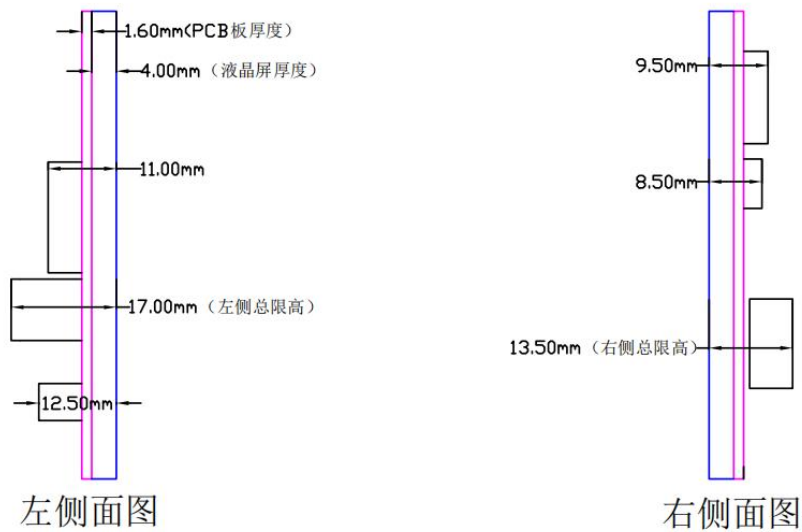 1.60mm(PCB板厚度）
4.00mm（液晶屏厚度）
11.00mm
17.00mm（左侧总限高）
12.50mm
左侧面图
9.50mm
8.50mm
13.50mm（右侧总限高）
右侧面图